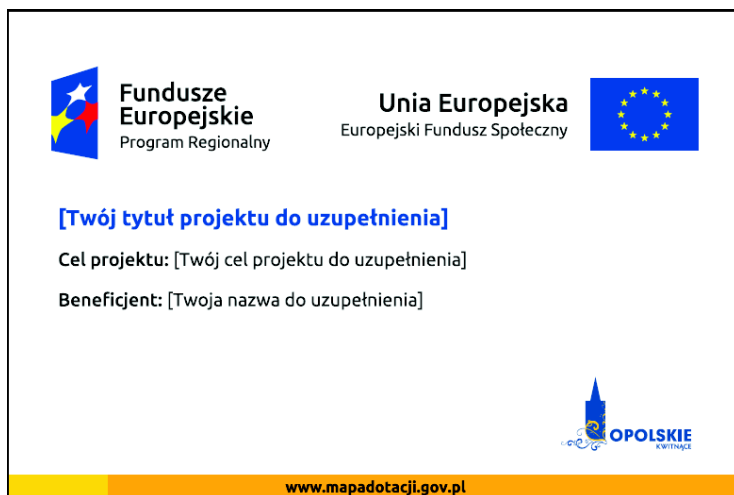 Fundusze
Europejskie
Program Regionalny
Unia Europejska
Europejski Fundusz Społeczny
[Twój tytuł projektu do uzupełnienia]
Cel projektu: [Twój cel projektu do uzupełnienia]
Beneficjent: [Twoja nazwa do uzupełnienia]
OPOLSKIE
KWITNĄCE
www.mapadotacji.gov.pl